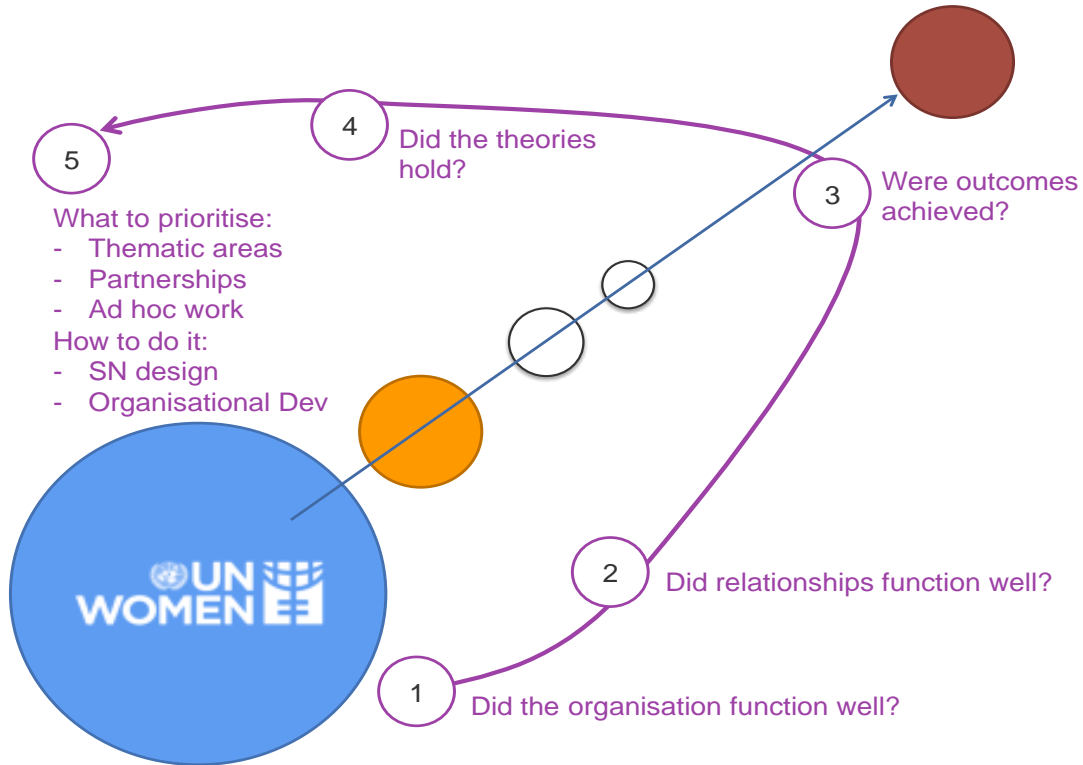 4
Did the theories
hold?
5
3
Were outcomes
achieved?
What to prioritise:
- Thematic areas
- Partnerships
- Ad hoc work
How to do it:
- SN design
- Organisational Dev
UN
WOMEN
2
Did relationships function well?
1
Did the organisation function well?